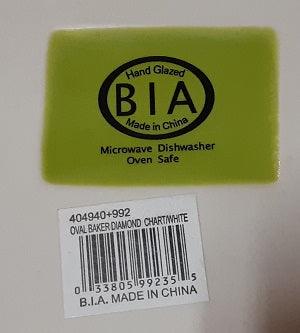 Hand Glazed
BIA
Made in China
Microwave Dishwasher
Oven Safe
404940+992
OVAL BAKER DIAMOND CHART/WHITE
0 33805 99235 5
B.I.A. MADE IN CHINA